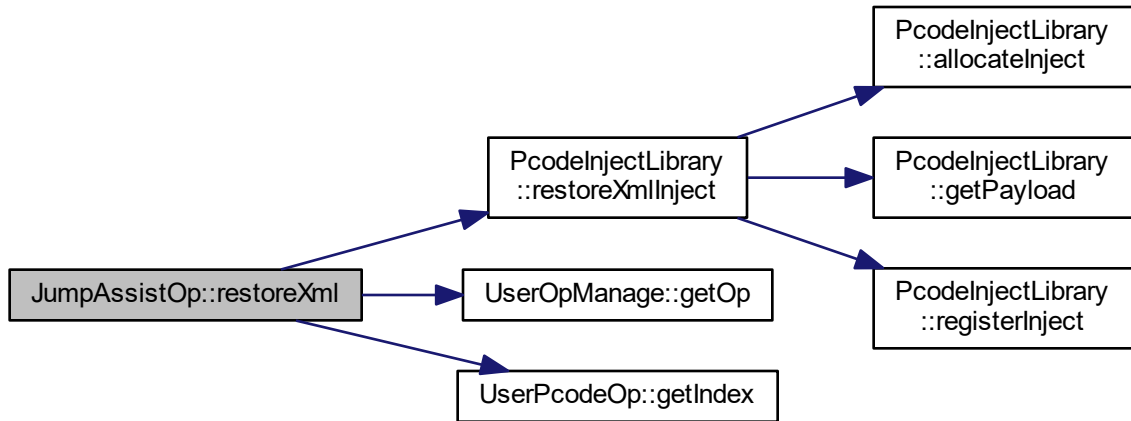 PcodeInjectLibrary
::allocateInject
PcodeInjectLibrary
::restoreXmlInject
PcodeInjectLibrary
::getPayload
JumpAssistOp::restoreXml
UserOpManage::getOp
PcodeInjectLibrary
::registerInject
UserPcodeOp::getIndex